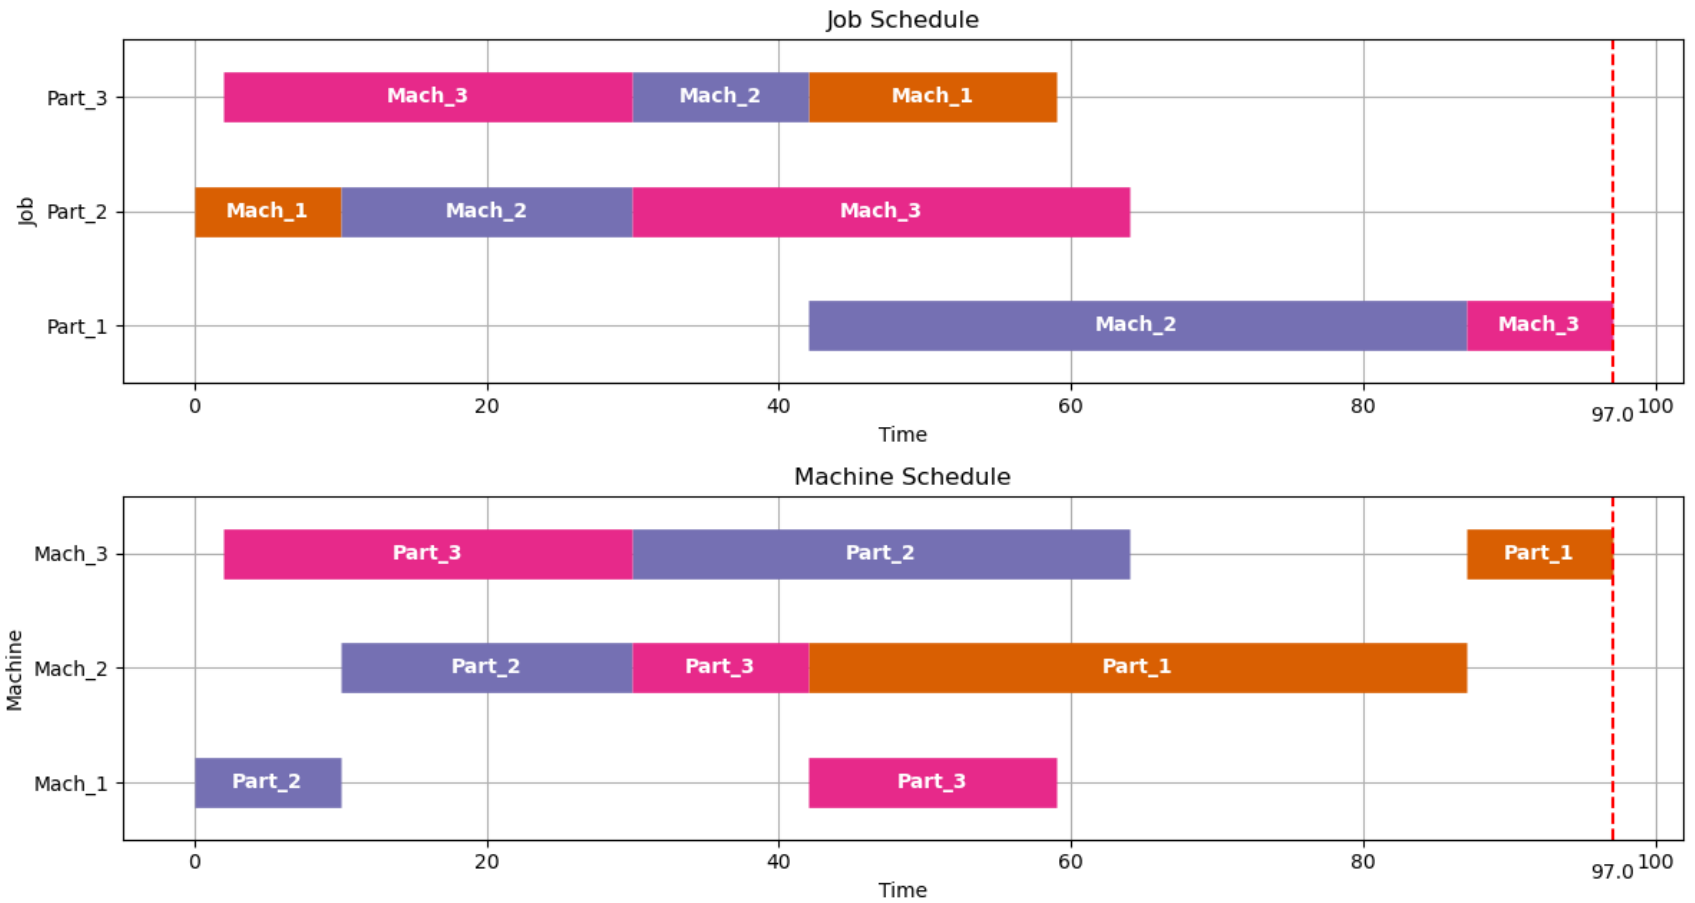 Job Schedule
Part_3
Mach_3 Mach_2 Mach_1
Job
Part_2
Mach_1 Mach_2 Mach_3
Part_1
Mach_2 Mach_3
0 20 40 60 80 100
97.0
Time
Machine Schedule
Mach_3
Part_3 Part_2 Part_1
Machine
Mach_2
Part_2 Part_3 Part_1
Mach_1
Part_2 Part_3
0 20 40 60 80 100
97.0
Time